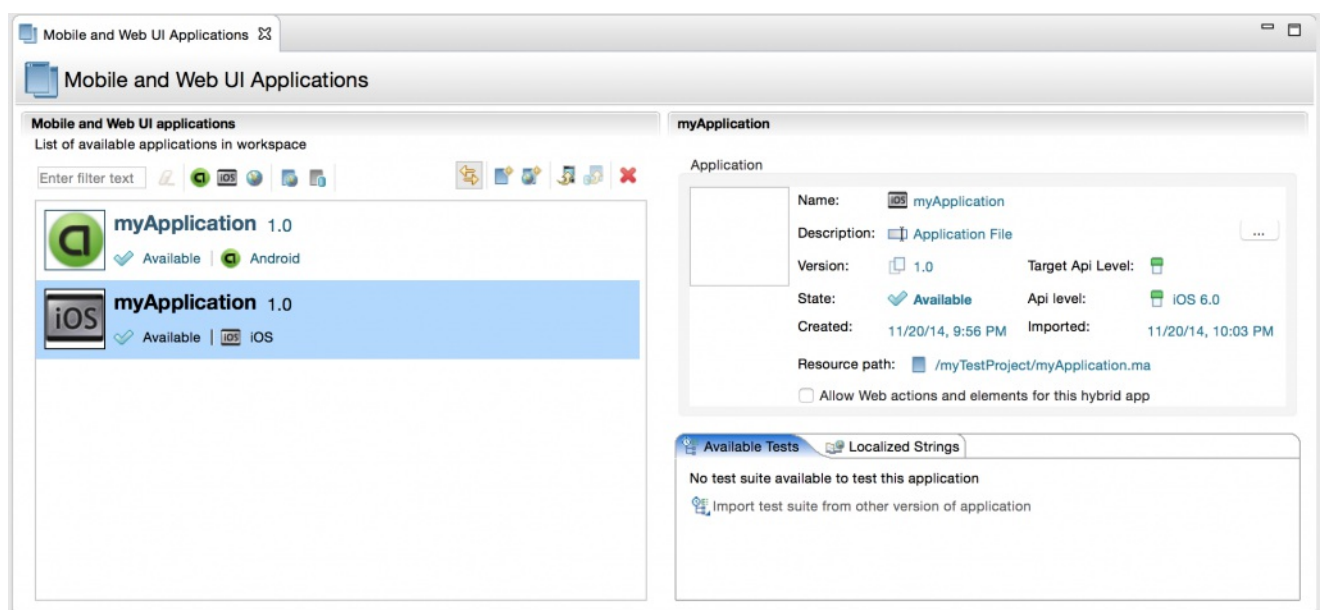 Mobile and Web UI Applications
Mobile and Web UI Applications
Mobile and Web UI applications
List of available applications in workspace
Enter filter text
iOS
myApplication 1.0
Available | Android
iOS
myApplication 1.0
Available | iOS iOS
myApplication
Application
Name: iOS myApplication
Description: Application File ...
Version: 1.0 Target Api Level:
State: Available Api level: iOS 6.0
Created: 11/20/14, 9:56 PM Imported: 11/20/14, 10:03 PM
Resource path: /myTestProject/myApplication.ma
Allow Web actions and elements for this hybrid app
Available Tests Localized Strings
No test suite available to test this application
Import test suite from other version of application